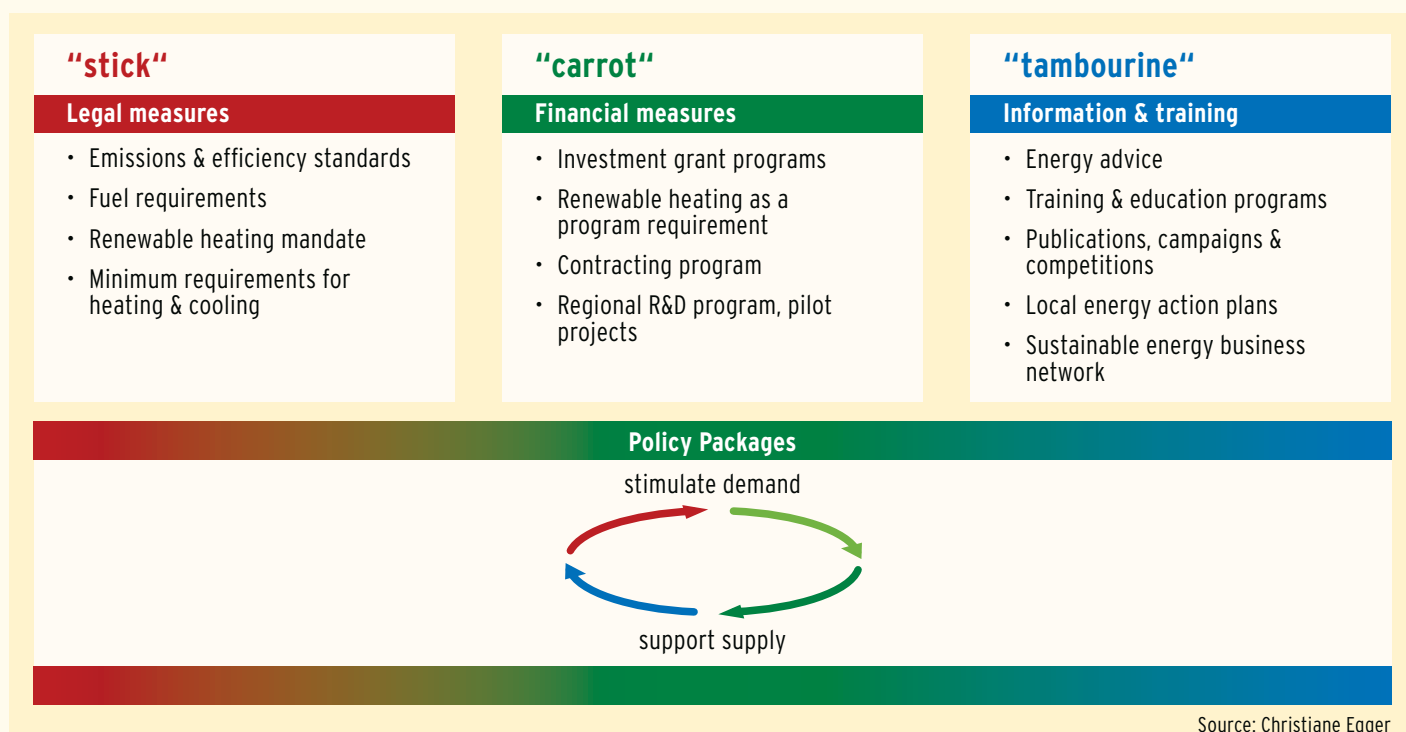 “stick“
Legal measures
• Emissions & efficiency standards
• Fuel requirements
• Renewable heating mandate
• Minimum requirements for
heating & cooling
“carrot“
Financial measures
• Investment grant programs
• Renewable heating as a
program requirement
• Contracting program
• Regional R&D program, pilot
projects
“tambourine“
Information & training
• Energy advice
• Training & education programs
• Publications, campaigns &
competitions
• Local energy action plans
• Sustainable energy business
network
Policy Packages
stimulate demand
support supply
Source: Christiane Egger